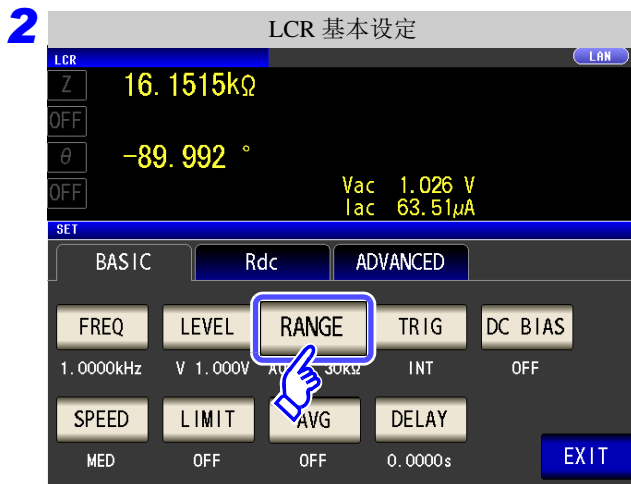 2
LCR 基本设定
LCR
LAN
Z 16.1515kΩ
OFF
θ -89.992 °
OFF
Vac 1.026 V
Iac 63.51μA
SET
BASIC Rdc ADVANCED
FREQ LEVEL RANGE TRIG DC BIAS
1.0000kHz V 1.000V 30kΩ INT OFF
SPEED LIMIT AVG DELAY
MED OFF OFF 0.0000s
EXIT